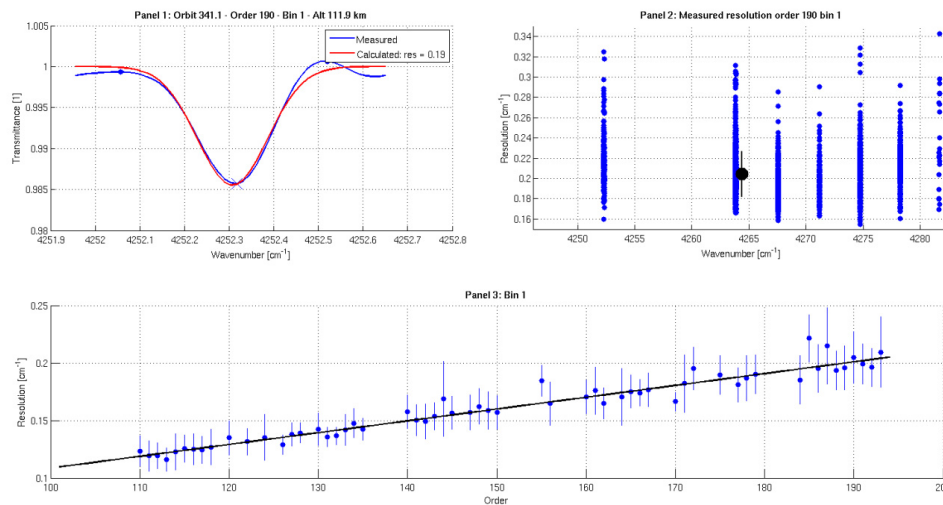 Panel 1: Orbit 341.1 - Order 190 - Bin 1 - Alt 111.9 km
Measured
Calculated: res = 0.19
Transmittance [1]
1
0.995
0.99
0.985
0.98
4251.9 4252 4252.1 4252.2 4252.3 4252.4 4252.5 4252.6 4252.7 4252.8
Wavenumber [cm⁻¹]
Panel 2: Measured resolution order 190 bin 1
Resolution [cm⁻¹]
0.34
0.32
0.3
0.28
0.26
0.24
0.22
0.2
0.18
0.16
4250 4255 4260 4265 4270 4275 4280
Wavenumber [cm⁻¹]
Panel 3: Bin 1
Resolution [cm⁻¹]
0.25
0.2
0.15
0.1
100 110 120 130 140 150 160 170 180 190 20
Order